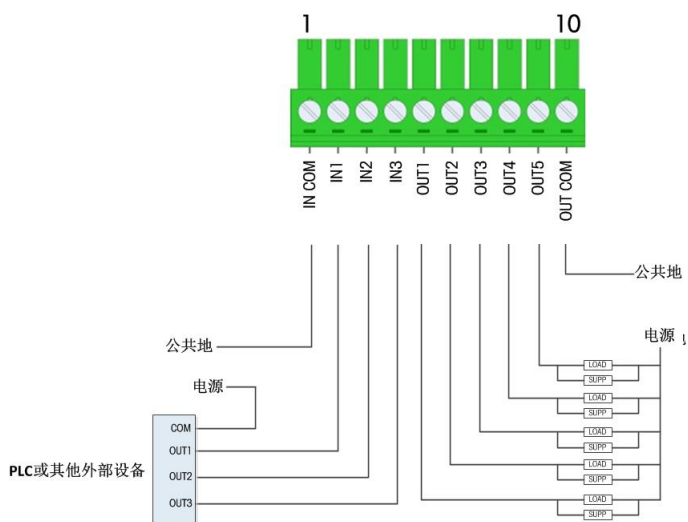 1 10
IN COM IN1 IN2 IN3 OUT1 OUT2 OUT3 OUT4 OUT5 OUT COM
公共地
公共地
电源
电源
LOAD
SUPP
LOAD
SUPP
LOAD
SUPP
LOAD
SUPP
LOAD
SUPP
PLC或其他外部设备
COM
OUT1
OUT2
OUT3